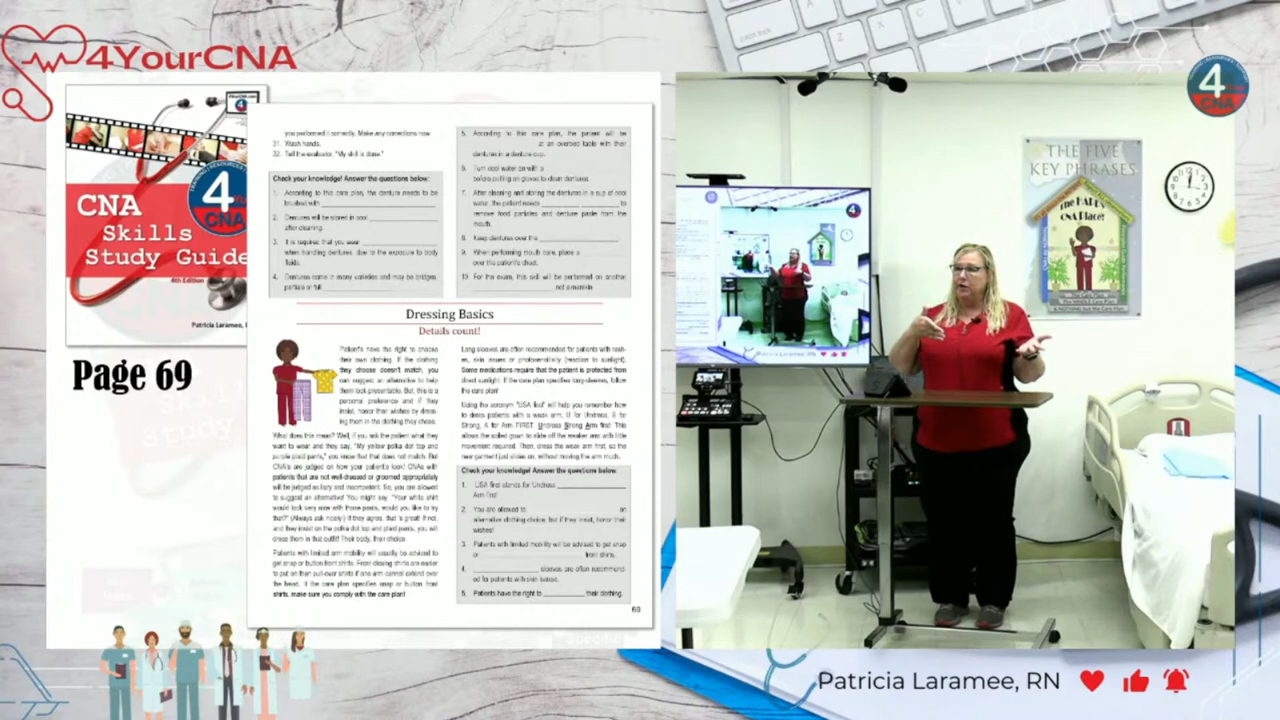 4YourCNA
4
CNA
4
CNA
CNA
Skills
Study Guide
4th Edition
Patricia Laramee,
Page 69
you performed it correctly. Make any corrections now.
31. Wash hands.
32. Tell the evaluator, "My skill is done."
Check your knowledge! Answer the questions below:
1. According to this care plan, the denture needs to be
brushed with
2. Dentures will be stored in cool
after cleaning.
3. It is required that you wear
when handling dentures, due to the exposure to body
fluids.
4. Dentures come in many varieties and may be bridges,
partials or full
5. According to this care plan, the patient will be
at an overbed table with their
dentures in a denture cup.
6. Turn cool water on with a
before putting on gloves to clean dentures.
7. After cleaning and storing the dentures in a cup of cool
water, the patient needs to
remove food particles and denture paste from the
mouth.
8. Keep dentures over the
9. When performing mouth care, place a
over the patient's chest.
10. For the exam, this skill will be performed on another
, not a manikin.
Dressing Basics
Details count!
Patient's have the right to choose
their own clothing. If the clothing
they choose doesn't match, you
can suggest an alternative to help
them look presentable. But, this is a
personal preference and if they
insist, honor their wishes by dress-
ing them in the clothing they chose.
What does this mean? Well, if you ask the patient what they
want to wear and they say, "My yellow polka dot top and
purple plaid pants," you know that that does not match. But
CNA's are judged on how your patient's look! CNAs with
patients that are not well-dressed or groomed appropriately
will be judged as lazy and incompetent. So, you are allowed
to suggest an alternative! You might say, "Your white shirt
would look very nice with those pants, would you like to try
that?" (Always ask nicely!) If they agree, that's great! If not,
and they insist on the polka dot top and plaid pants, you will
dress them in that outfit! Their body, their choice.
Patients with limited arm mobility will usually be advised to
get snap or button front shirts. Front closing shirts are easier
to put on than pull-over shirts if one arm cannot extend over
the head. If the care plan specifies snap or button front
shirts, make sure you comply with the care plan!
Long sleeves are often recommended for patients with rash-
es, skin issues or photosensitivity (reaction to sunlight).
Some medications require that the patient is protected from
direct sunlight. If the care plan specifies long-sleeves, follow
the care plan!
Using the acronym "USA first" will help you remember how
to dress patients with a weak arm. U for Undress, S for
Strong, A for Arm FIRST. Undress Strong Arm first! This
allows the soiled gown to slide off the weaker arm with little
movement required. Then, dress the weak arm first, so the
new garment just slides on, without moving the arm much.
Check your knowledge! Answer the questions below:
1. USA first stands for Undress
Arm first!
2. You are allowed to an
alternative clothing choice, but if they insist, honor their
wishes!
3. Patients with limited mobility will be advised to get snap
or front shirts.
4. sleeves are often recommend-
ed for patients with skin issues.
5. Patients have the right to their clothing.
69
THE FIVE
KEY PHRASES
The HAPPY
CNA Place!
Patricia Laramee, RN
4
CNA
Patricia Laramee, RN